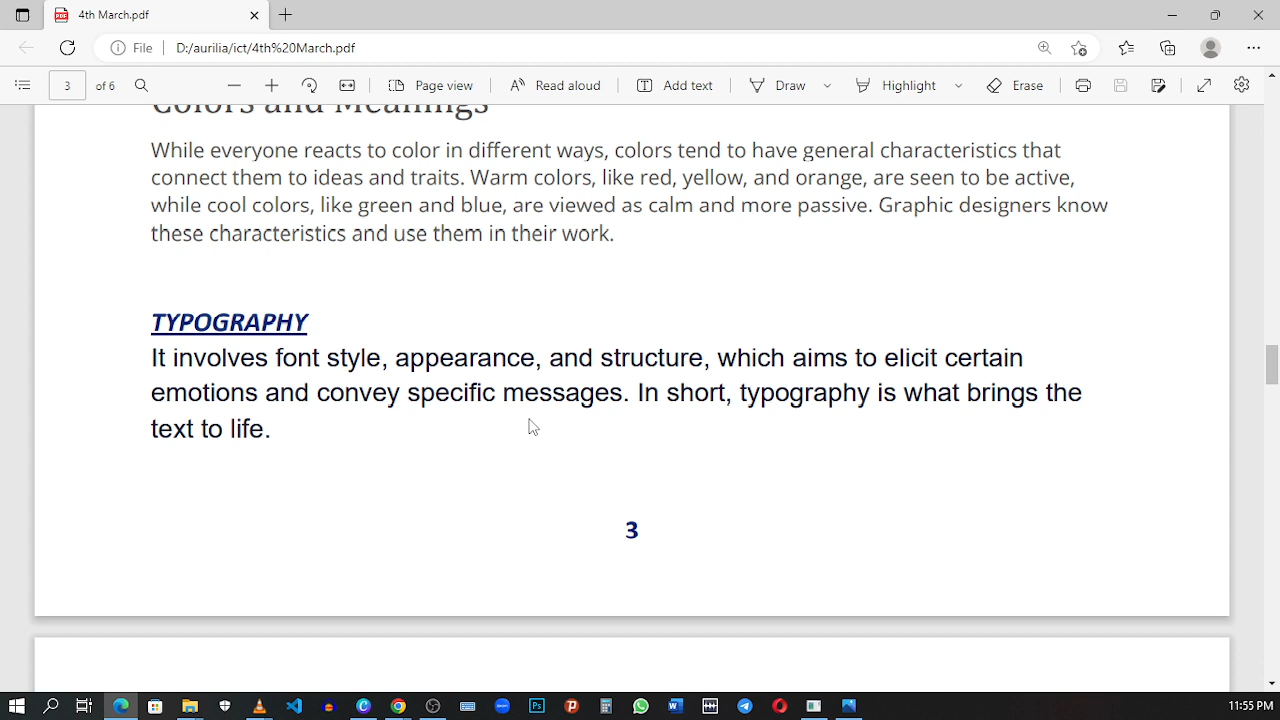 4th March.pdf
File
D:/aurilia/ict/4th%20March.pdf
3
of 6
Page view
Read aloud
Add text
Draw
Highlight
Erase
Colors and Meanings
While everyone reacts to color in different ways, colors tend to have general characteristics that
connect them to ideas and traits. Warm colors, like red, yellow, and orange, are seen to be active,
while cool colors, like green and blue, are viewed as calm and more passive. Graphic designers know
these characteristics and use them in their work.
TYPOGRAPHY
It involves font style, appearance, and structure, which aims to elicit certain
emotions and convey specific messages. In short, typography is what brings the
text to life.
3
11:55 PM